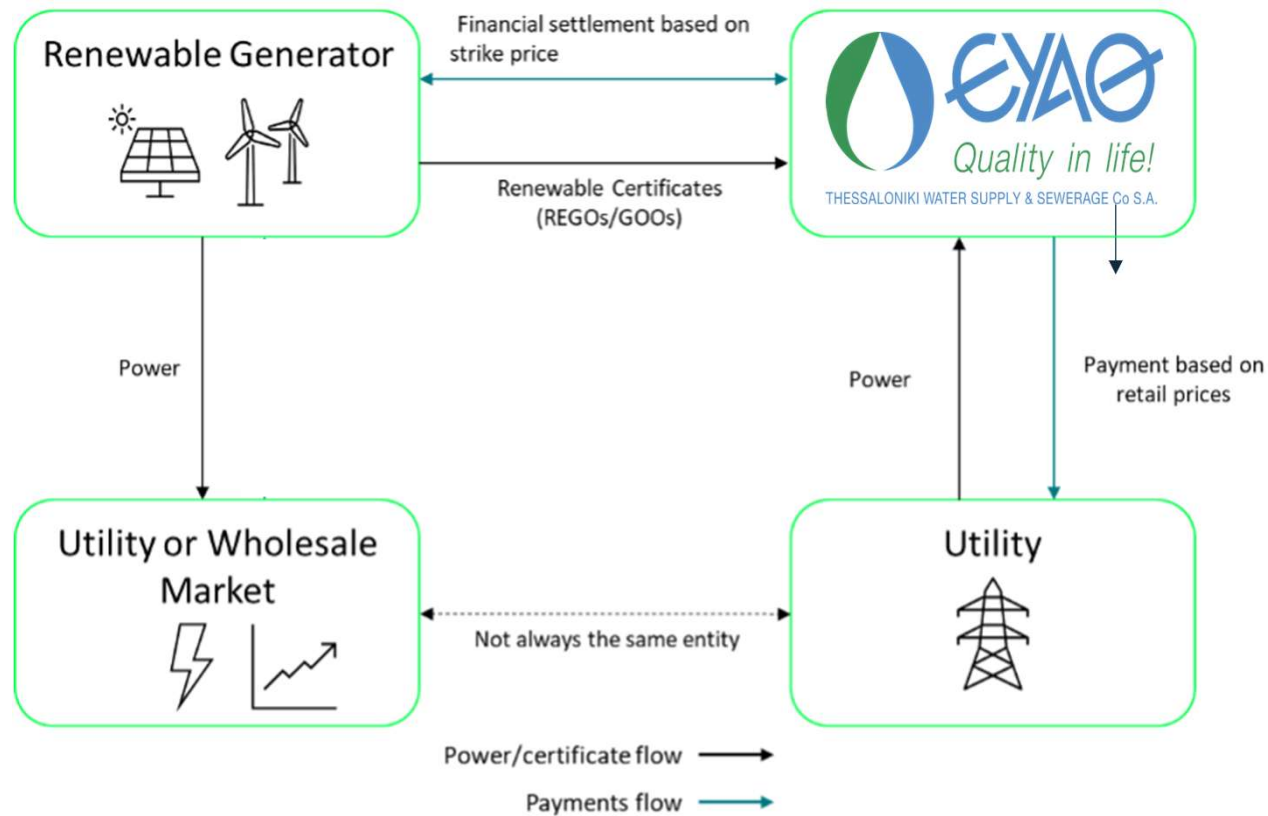 Renewable Generator
Financial settlement based on
strike price
ΕΥΑΘ
Quality in life!
THESSALONIKI WATER SUPPLY & SEWERAGE Co S.A.
Renewable Certificates
(REGOs/GOOs)
Power
Power
Payment based on
retail prices
Utility or Wholesale
Market
Utility
Not always the same entity
Power/certificate flow
Payments flow